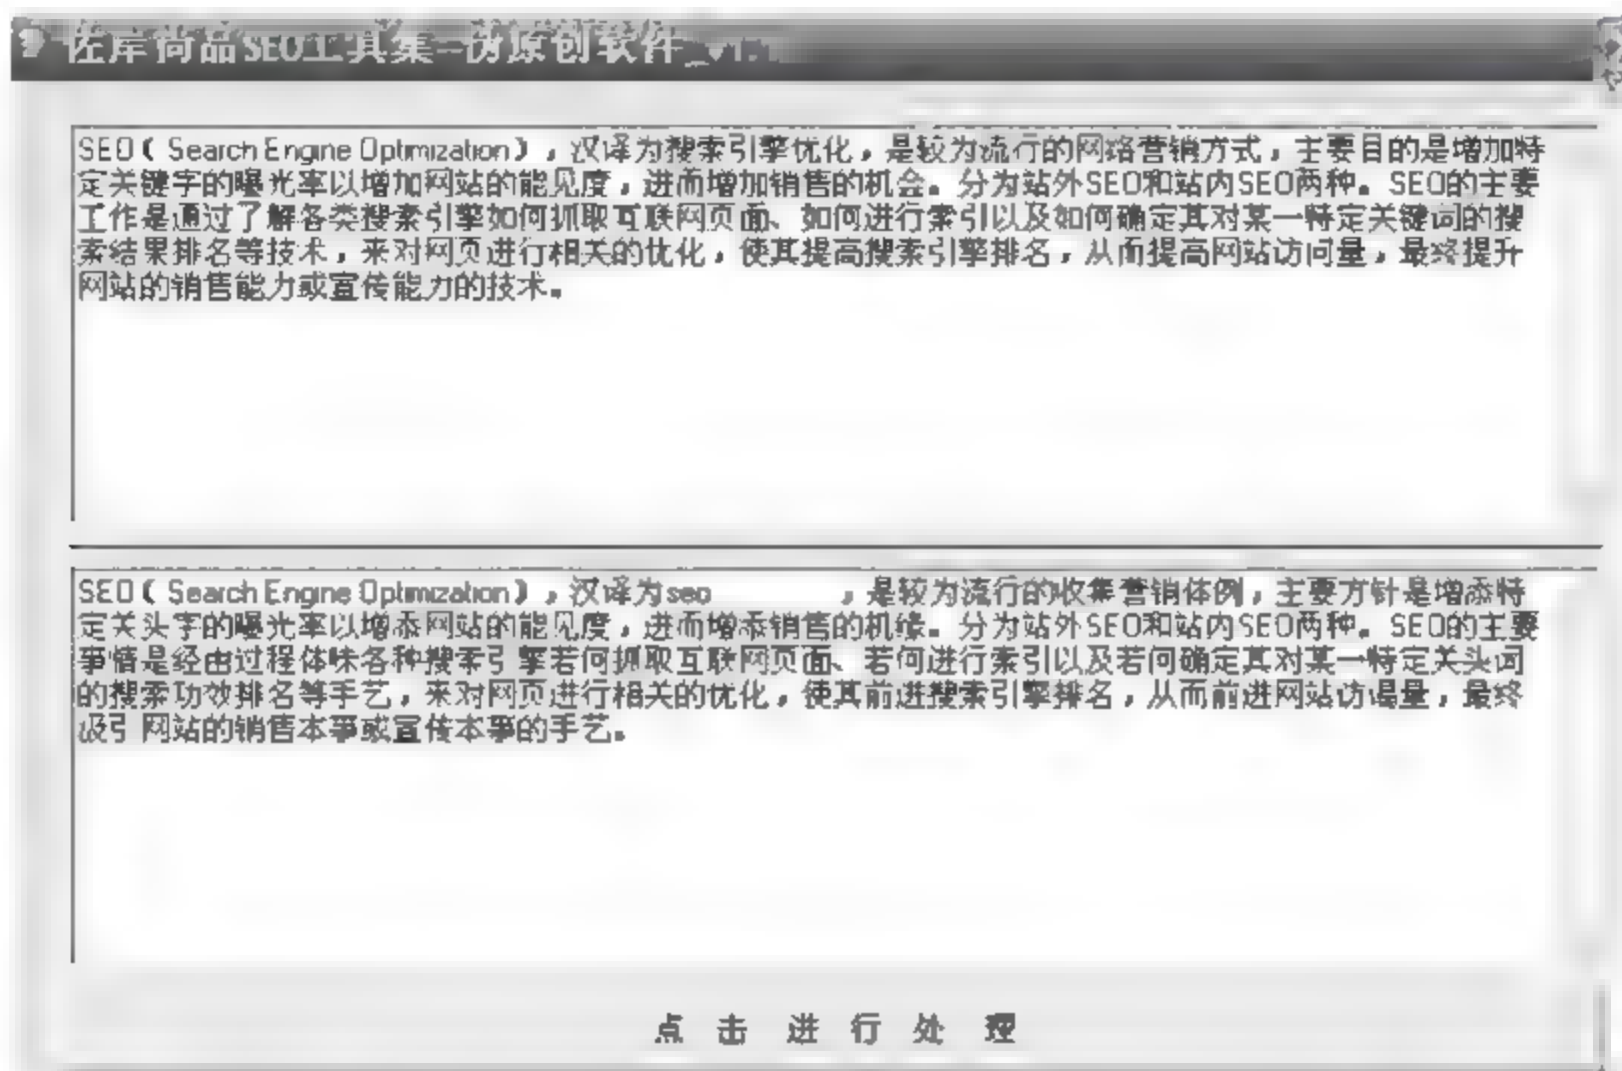 佐岸尚品SEO工具集--伪原创软件_
SEO（Search Engine Optimization），汉译为搜索引擎优化，是较为流行的网络营销方式，主要目的是增加特
定关键字的曝光率以增加网站的能见度，进而增加销售的机会。分为站外SEO和站内SEO两种。SEO的主要
工作是通过了解各类搜索引擎如何抓取互联网页面、如何进行索引以及如何确定其对某一特定关键词的搜
索结果排名等技术，来对网页进行相关的优化，使其提高搜索引擎排名，从而提高网站访问量，最终提升
网站的销售能力或宣传能力的技术。
SEO（Search Engine Optimization），汉译为seo ，是较为流行的收集营销体例，主要方针是增添特
定关头字的曝光率以增添网站的能见度，进而增添销售的机缘。分为站外SEO和站内SEO两种。SEO的主要
事情是经由过程体味各种搜索引擎若何抓取互联网页面、若何进行索引以及若何确定其对某一特定关头词
的搜索功效排名等手艺，来对网页进行相关的优化，使其前进搜索引擎排名，从而前进网站访谒量，最终
吸引网站的销售本事或宣传本事的手艺。
点击进行处理